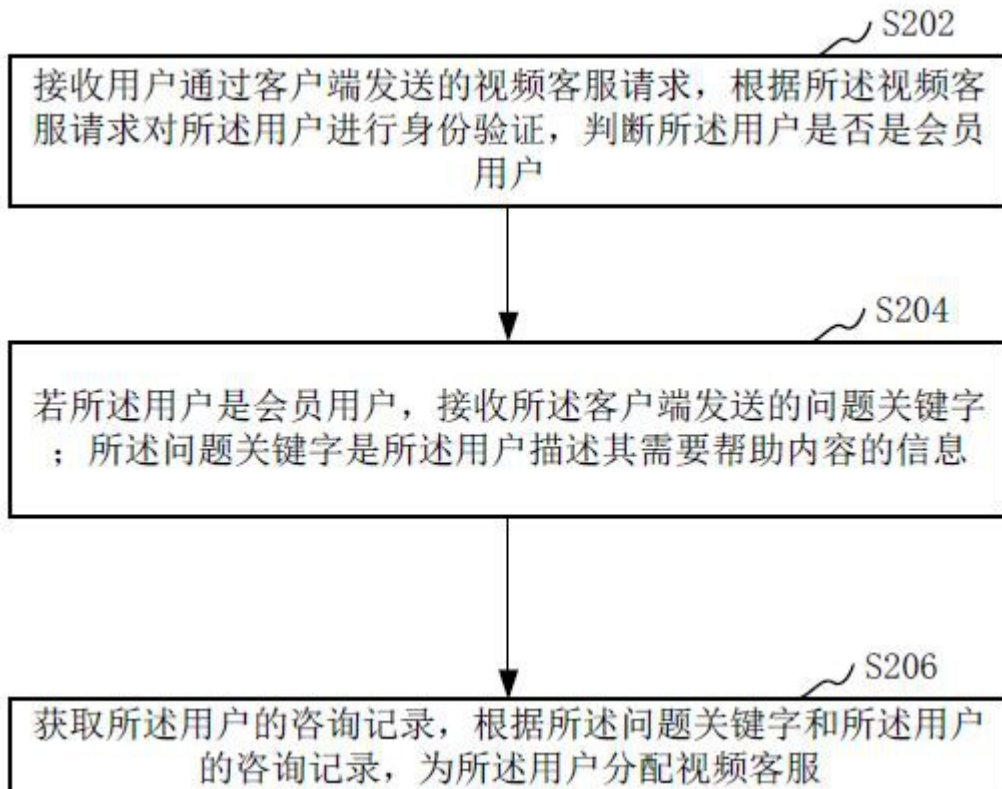 S202
接收用户通过客户端发送的视频客服请求，根据所述视频客
服请求对所述用户进行身份验证，判断所述用户是否是会员
用户
S204
若所述用户是会员用户，接收所述客户端发送的问题关键字
；所述问题关键字是所述用户描述其需要帮助内容的信息
S206
获取所述用户的咨询记录，根据所述问题关键字和所述用户
的咨询记录，为所述用户分配视频客服